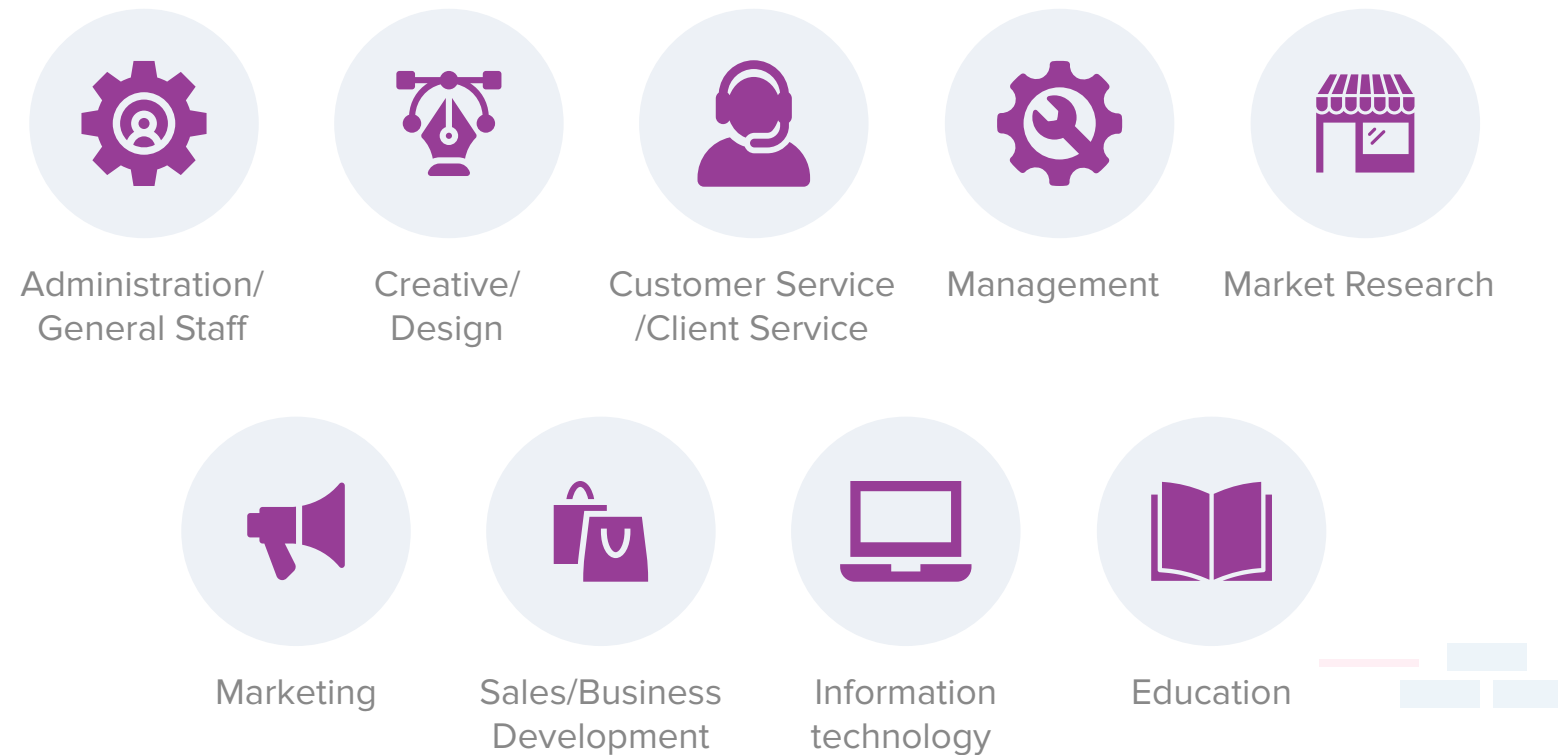 Administration/
General Staff
Creative/
Design
Customer Service
/Client Service
Management
Market Research
Marketing
Sales/Business
Development
Information
technology
Education